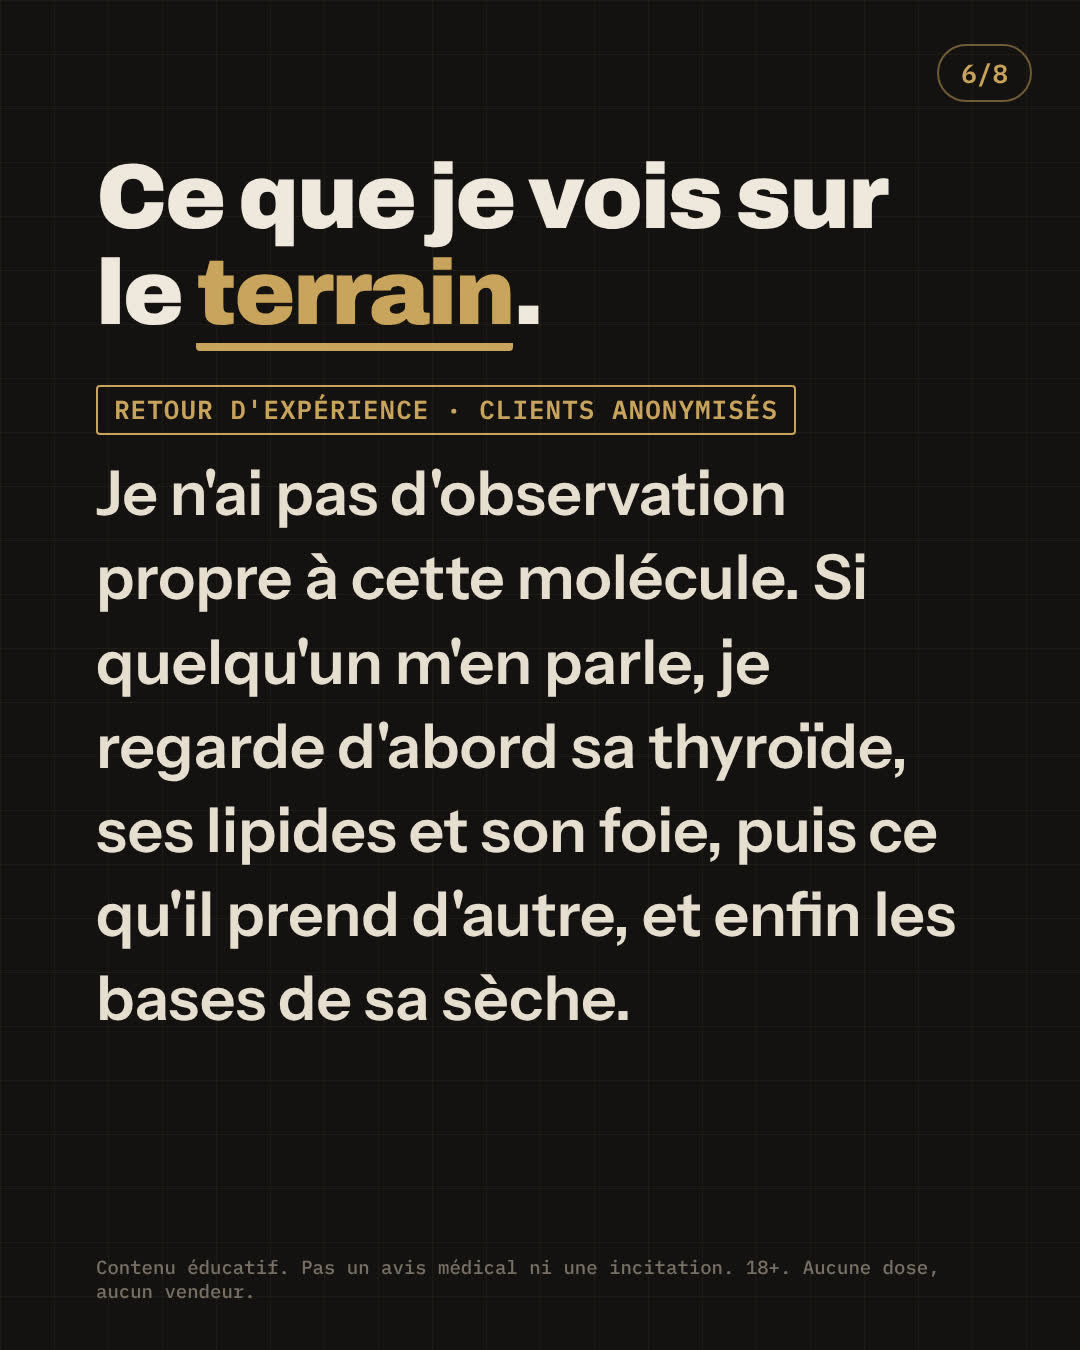 6/8
Ce que je vois sur
le terrain.
RETOUR D'EXPÉRIENCE · CLIENTS ANONYMISÉS
Je n'ai pas d'observation
propre à cette molécule. Si
quelqu'un m'en parle, je
regarde d'abord sa thyroïde,
ses lipides et son foie, puis ce
qu'il prend d'autre, et enfin les
bases de sa sèche.
Contenu éducatif. Pas un avis médical ni une incitation. 18+. Aucune dose,
aucun vendeur.